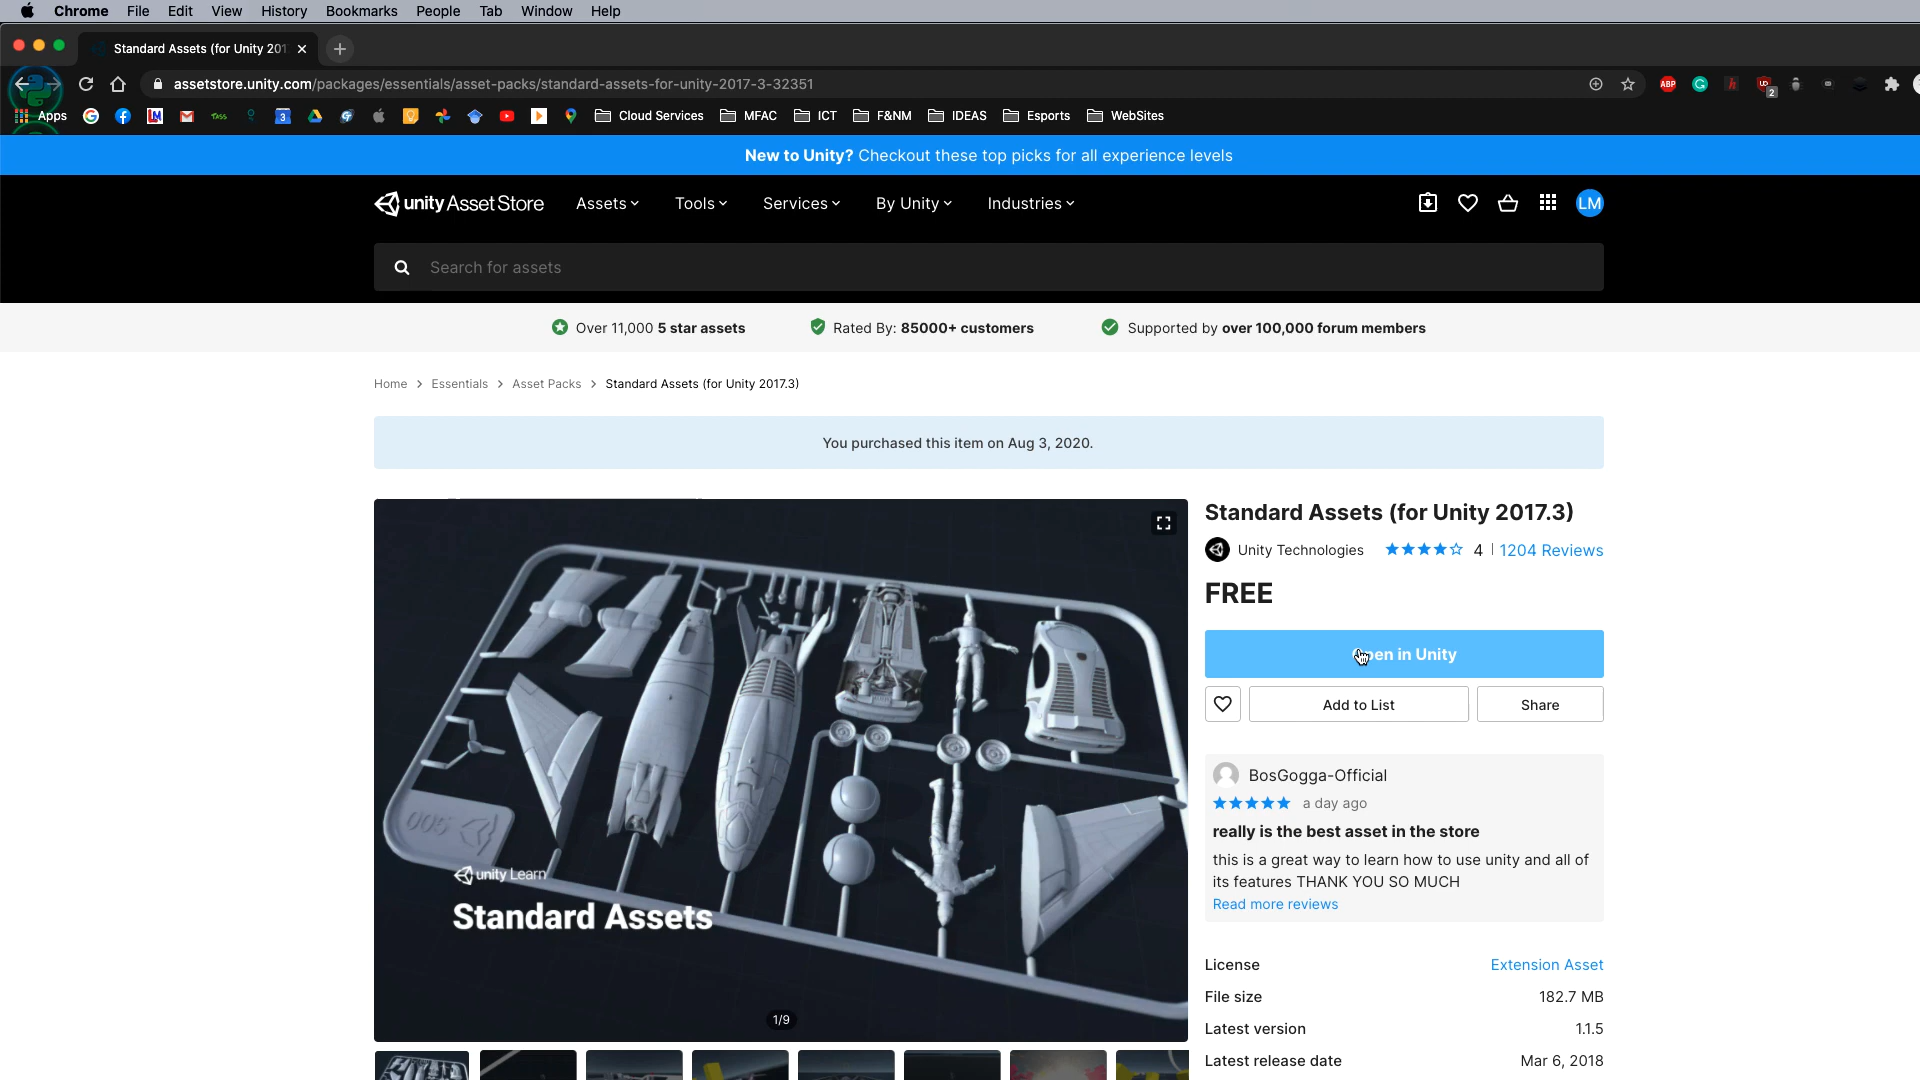 Chrome File Edit View History Bookmarks People Tab Window Help
Standard Assets (for Unity 201
assetstore.unity.com/packages/essentials/asset-packs/standard-assets-for-unity-2017-3-32351
ABP
2
Apps
TASS
3
Cloud Services
MFAC
ICT
F&NM
IDEAS
Esports
WebSites
New to Unity? Checkout these top picks for all experience levels
unity Asset Store
Assets
Tools
Services
By Unity
Industries
LM
Search for assets
Over 11,000 5 star assets
Rated By: 85000+ customers
Supported by over 100,000 forum members
Home > Essentials > Asset Packs > Standard Assets (for Unity 2017.3)
You purchased this item on Aug 3, 2020.
005
unity Learn
Standard Assets
1/9
Standard Assets (for Unity 2017.3)
Unity Technologies
4 | 1204 Reviews
FREE
Open in Unity
Add to List
Share
BosGogga-Official
a day ago
really is the best asset in the store
this is a great way to learn how to use unity and all of
its features THANK YOU SO MUCH
Read more reviews
License Extension Asset
File size 182.7 MB
Latest version 1.1.5
Latest release date Mar 6, 2018